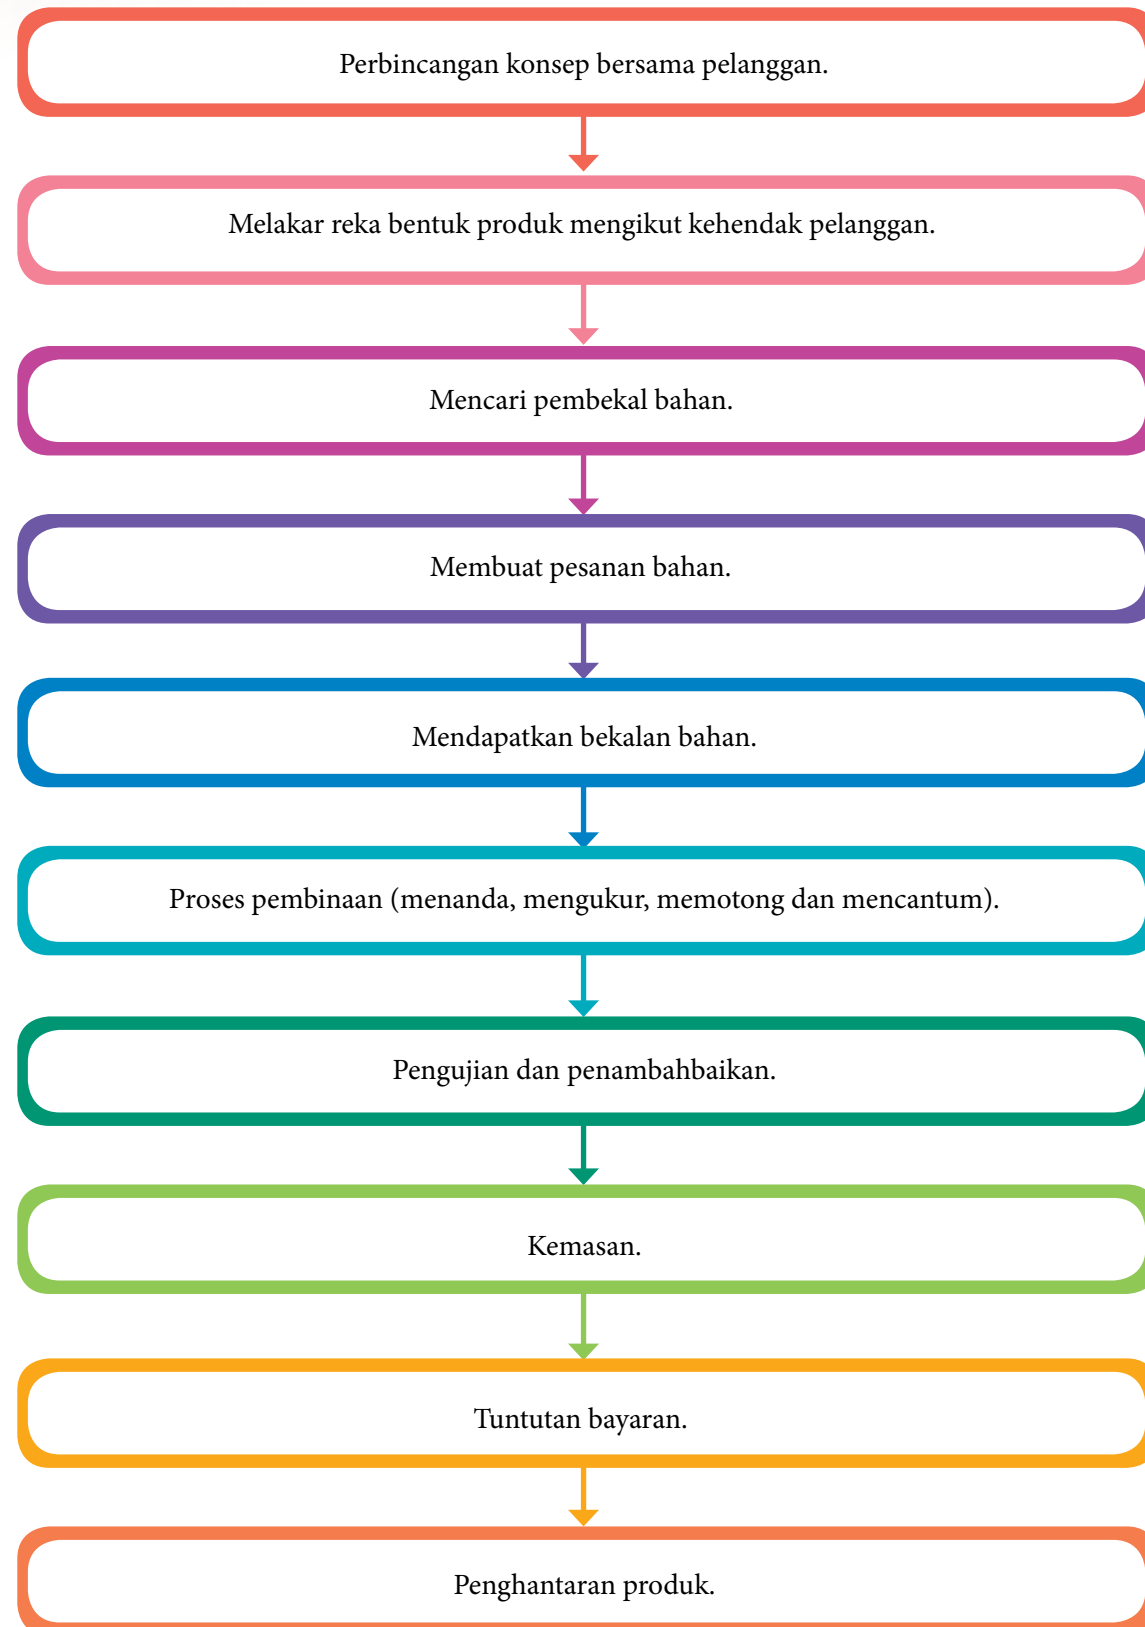 Perbincangan konsep bersama pelanggan.
Melakar reka bentuk produk mengikut kehendak pelanggan.
Mencari pembekal bahan.
Membuat pesanan bahan.
Mendapatkan bekalan bahan.
Proses pembinaan (menanda, mengukur, memotong dan mencantum).
Pengujian dan penambahbaikan.
Kemasan.
Tuntutan bayaran.
Penghantaran produk.